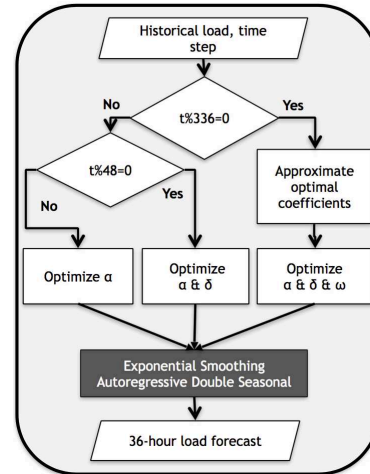 Historical load, time
step
No
Yes
t%336=0
t%48=0
No
Yes
Approximate
optimal
coefficients
Optimize α
Optimize
α & δ
Optimize
α & δ & ω
Exponential Smoothing
Autoregressive Double Seasonal
36-hour load forecast